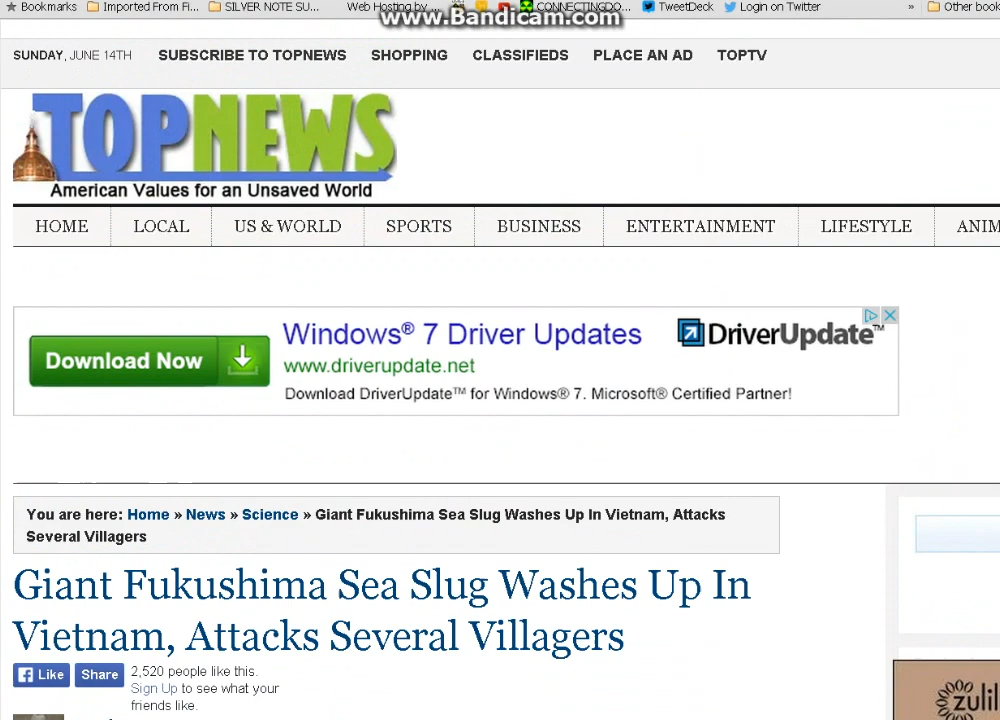 Bookmarks Imported From Fi... SILVER NOTE SU... Web Hosting by ... CONNECTINGDO... TweetDeck Login on Twitter » Other book
www.Bandicam.com
SUNDAY, JUNE 14TH SUBSCRIBE TO TOPNEWS SHOPPING CLASSIFIEDS PLACE AN AD TOPTV
TOPNEWS
American Values for an Unsaved World
HOME LOCAL US & WORLD SPORTS BUSINESS ENTERTAINMENT LIFESTYLE ANIM
Windows® 7 Driver Updates DriverUpdate™
Download Now
www.driverupdate.net
Download DriverUpdate™ for Windows® 7. Microsoft® Certified Partner!
You are here: Home » News » Science » Giant Fukushima Sea Slug Washes Up In Vietnam, Attacks
Several Villagers
Giant Fukushima Sea Slug Washes Up In
Vietnam, Attacks Several Villagers
Like Share 2,520 people like this.
Sign Up to see what your
friends like.
zulil